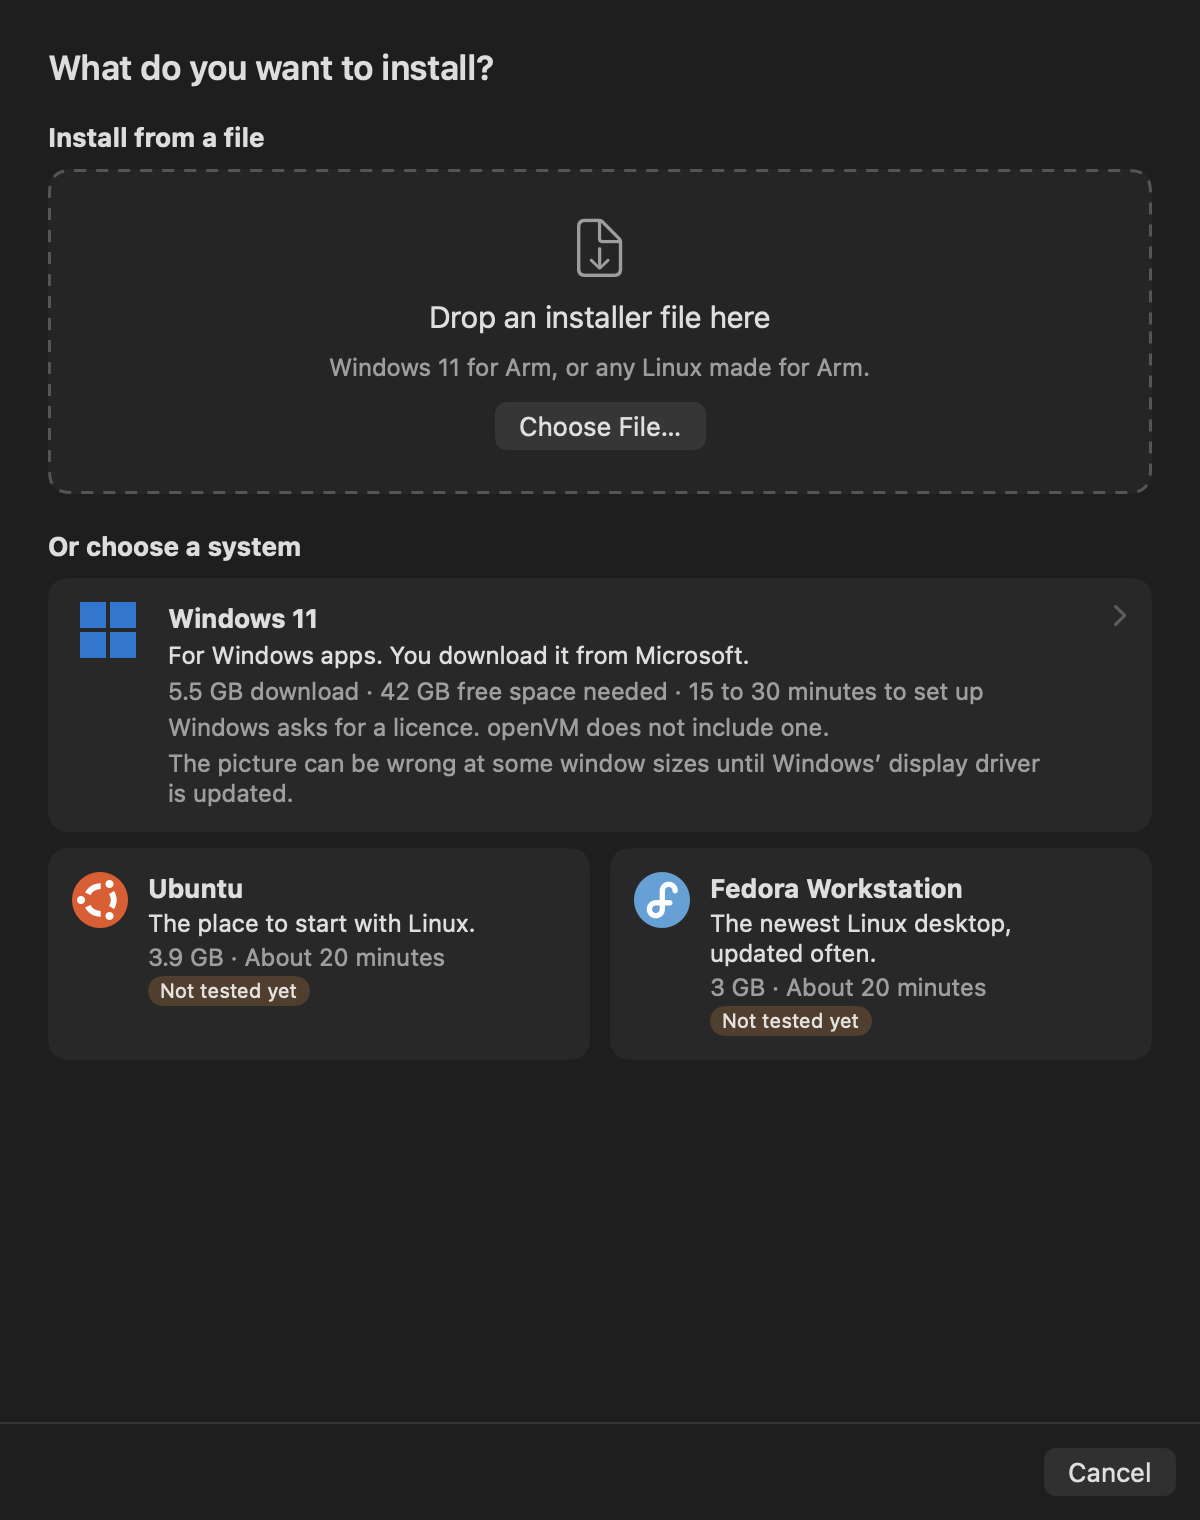 What do you want to install?
Install from a file
Drop an installer file here
Windows 11 for Arm, or any Linux made for Arm.
Choose File...
Or choose a system
Windows 11
For Windows apps. You download it from Microsoft.
5.5 GB download · 42 GB free space needed · 15 to 30 minutes to set up
Windows asks for a licence. openVM does not include one.
The picture can be wrong at some window sizes until Windows’ display driver
is updated.
Ubuntu
The place to start with Linux.
3.9 GB · About 20 minutes
Not tested yet
Fedora Workstation
The newest Linux desktop,
updated often.
3 GB · About 20 minutes
Not tested yet
Cancel